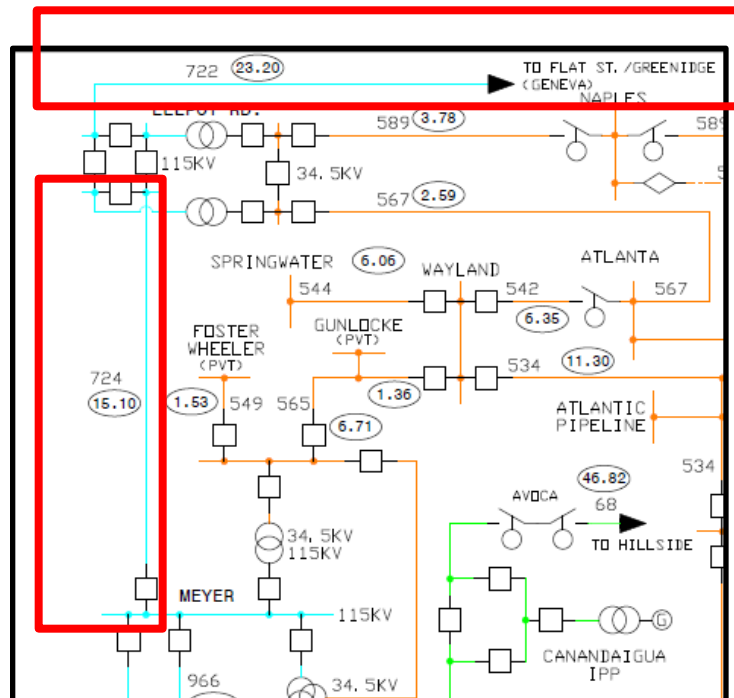 722 23.20
TO FLAT ST./GREENIDGE
(GENEVA)
NAPLES
589 3.78
589
115KV
34.5KV
567 2.59
SPRINGWATER 6.06
WAYLAND
ATLANTA
544
542
567
6.35
FOSTER
WHEELER
(PVT)
GUNLOCKE
(PVT)
534 11.30
724
15.10
1.53 549
565
1.36
6.71
ATLANTIC
PIPELINE
534
46.82
AVOCA
68
TO HILLSIDE
34.5KV
115KV
MEYER
115KV
G
CANANDAIGUA
IPP
966
34.5KV